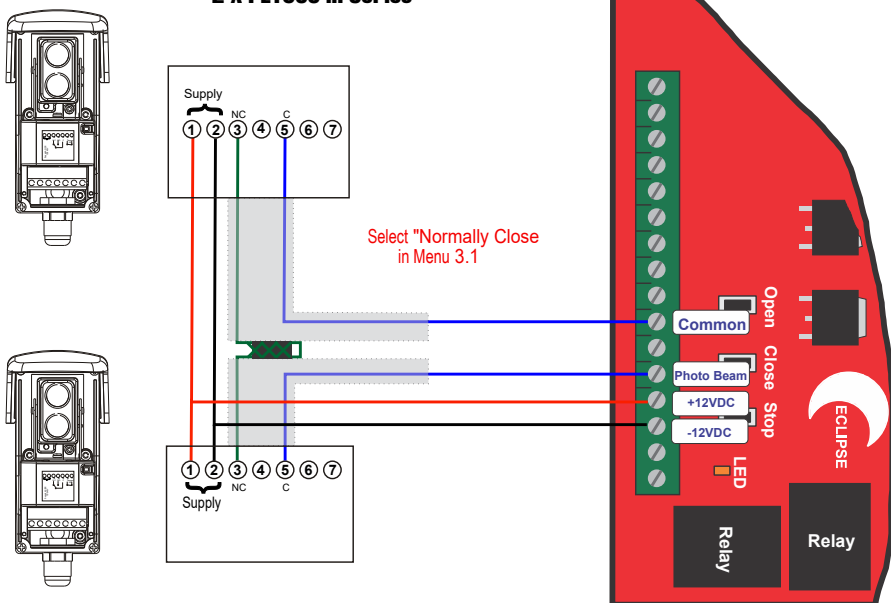 Supply
NC
C
1 2 3 4 5 6 7
Select "Normally Close
in Menu 3.1
Common
Photo Beam
+12VDC
-12VDC
Open
Close
Stop
LED
ECLIPSE
Relay
Relay
1 2 3 4 5 6 7
NC
C
Supply